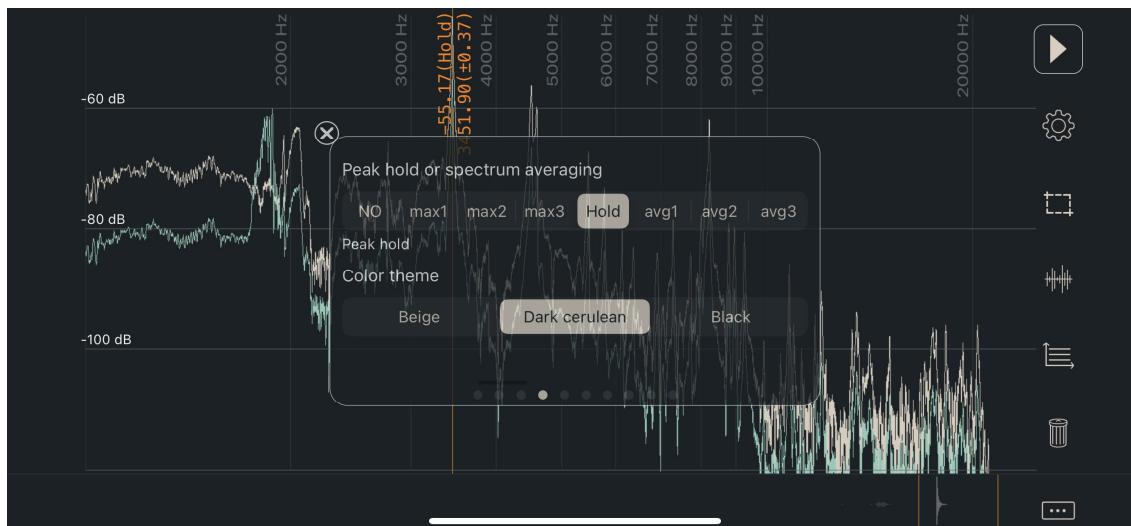 2000 Hz
3000 Hz
4000 Hz
5000 Hz
6000 Hz
7000 Hz
8000 Hz
9000 Hz
10000 Hz
20000 Hz
-55.17(Hold)
3451.90(±0.37)
-60 dB
-80 dB
-100 dB
Peak hold or spectrum averaging
NO max1 max2 max3 Hold avg1 avg2 avg3
Peak hold
Color theme
Beige Dark cerulean Black